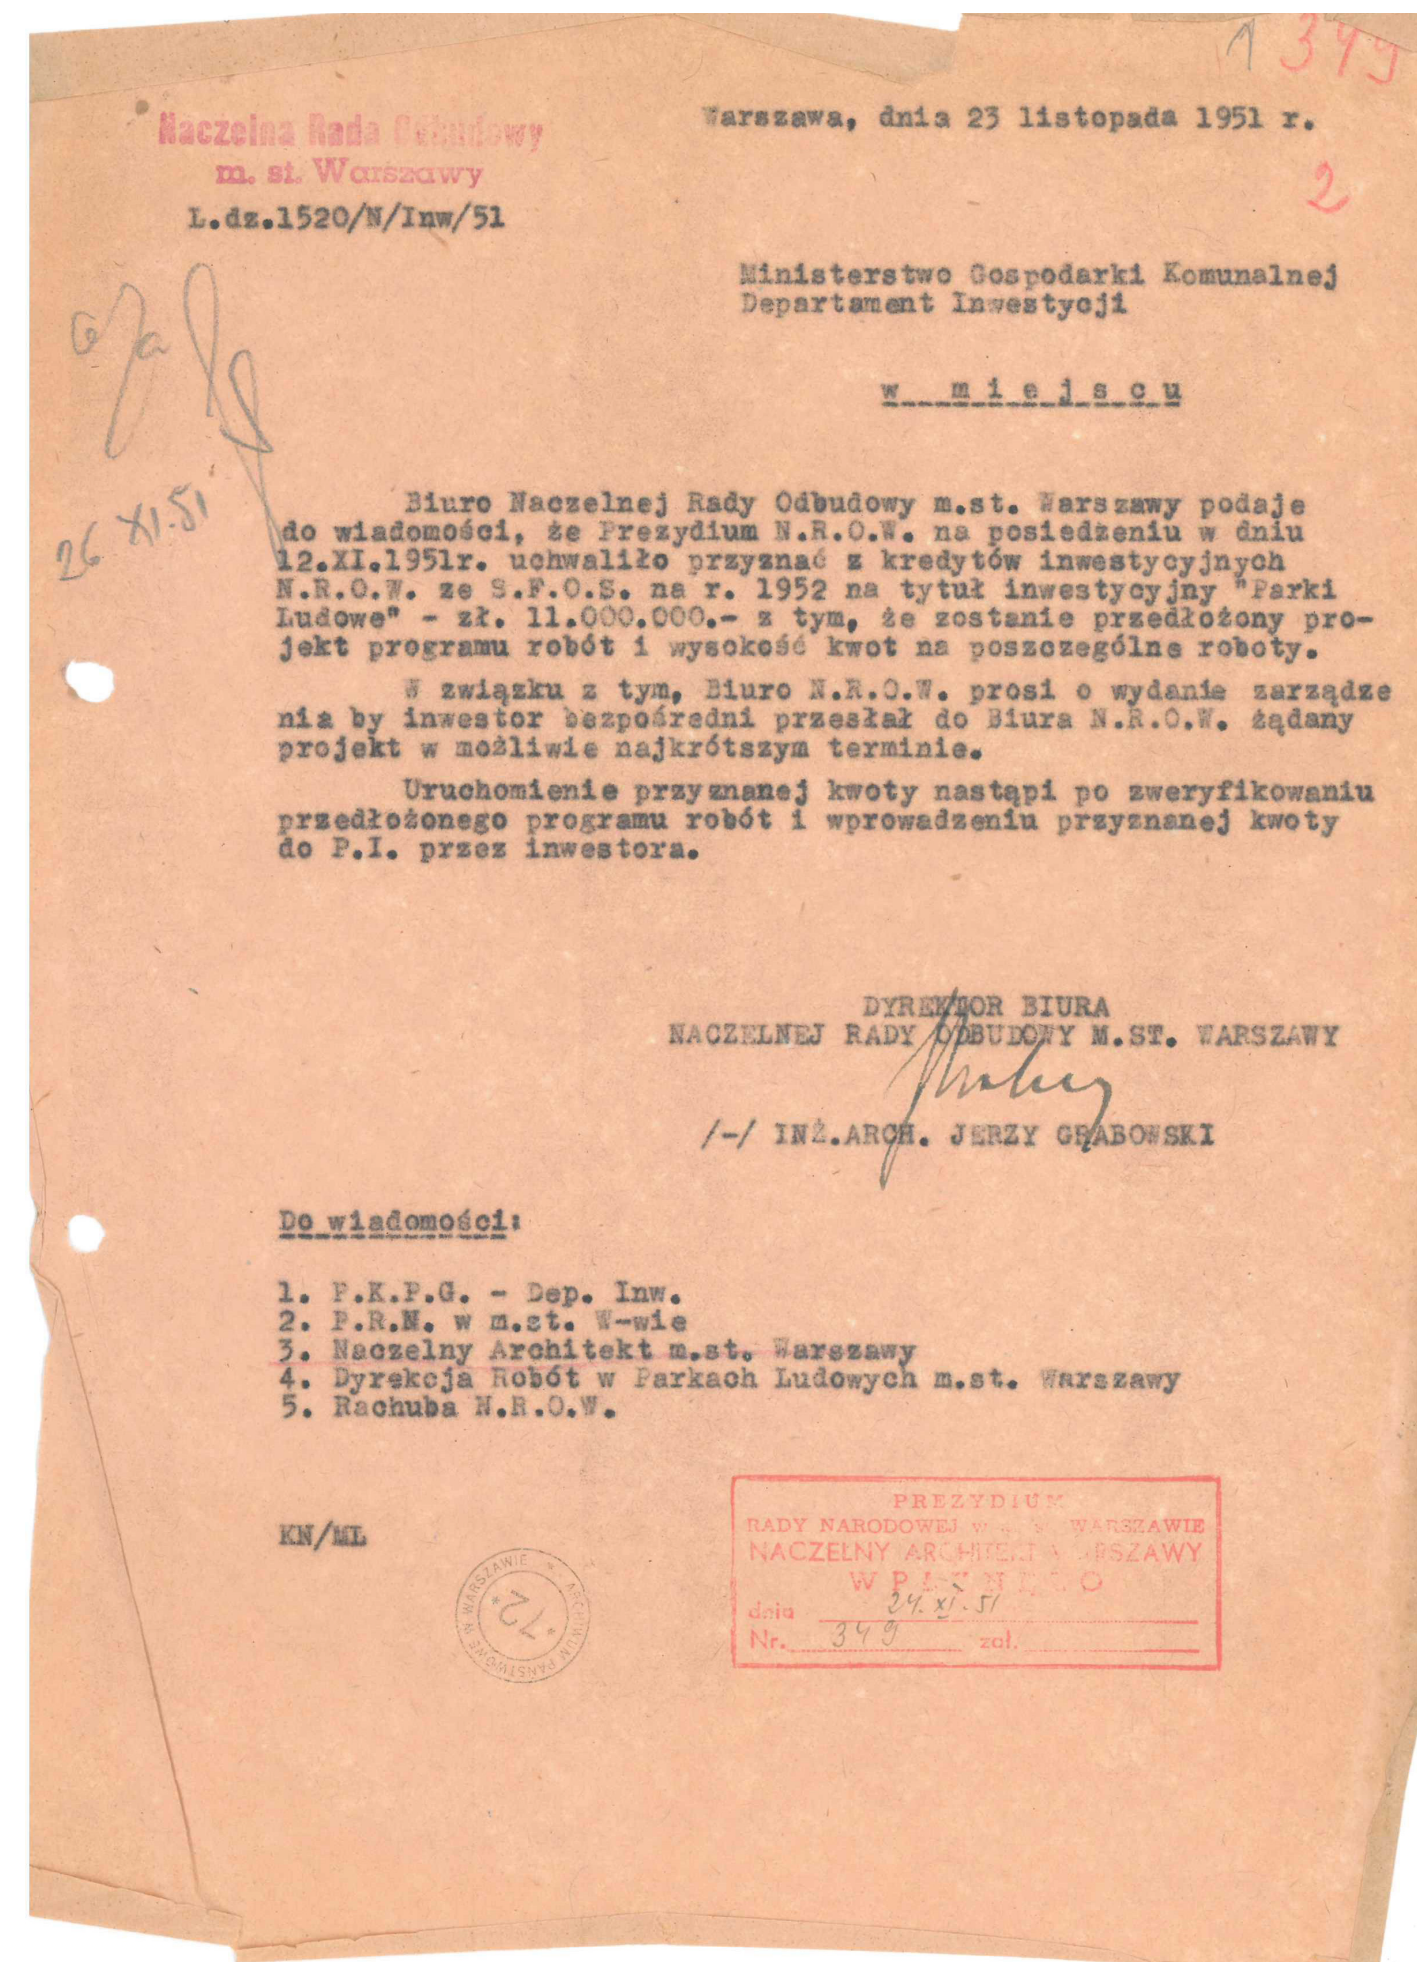 1 349
Naczelna Rada Odbudowy
m. st. Warszawy
L.dz.1520/N/Inw/51
Warszawa, dnia 23 listopada 1951 r.
2
Ministerstwo Gospodarki Komunalnej
Departament Inwestycji
w miejscu
a/a
26 XI.51
Biuro Naczelnej Rady Odbudowy m.st. Warszawy podaje
do wiadomości, że Prezydium N.R.O.W. na posiedzeniu w dniu
12.XI.1951r. uchwaliło przyznać z kredytów inwestycyjnych
N.R.O.W. ze S.F.O.S. na r. 1952 na tytuł inwestycyjny "Parki
Ludowe" - zł. 11.000.000.- z tym, że zostanie przedłożony pro-
jekt programu robót i wysokość kwot na poszczególne roboty.
W związku z tym, Biuro N.R.O.W. prosi o wydanie zarządze
nia by inwestor bezpośredni przesłał do Biura N.R.O.W. żądany
projekt w możliwie najkrótszym terminie.
Uruchomienie przyznanej kwoty nastąpi po zweryfikowaniu
przedłożonego programu robót i wprowadzeniu przyznanej kwoty
do P.I. przez inwestora.
DYREKTOR BIURA
NACZELNEJ RADY ODBUDOWY M.ST. WARSZAWY
/-/ INŻ.ARCH. JERZY GRABOWSKI
Do wiadomości:
1. P.K.P.G. - Dep. Inw.
2. P.R.N. w m.st. W-wie
3. Naczelny Architekt m.st. Warszawy
4. Dyrekcja Robót w Parkach Ludowych m.st. Warszawy
5. Rachuba N.R.O.W.
KN/ML
ARCHIWUM PAŃSTWOWE W WARSZAWIE *
*72*
PREZYDIUM
RADY NARODOWEJ w m. st. WARSZAWIE
NACZELNY ARCHITEKT WARSZAWY
WPŁYNĘŁO
dnia 24.XI.51
Nr. 349 zał.